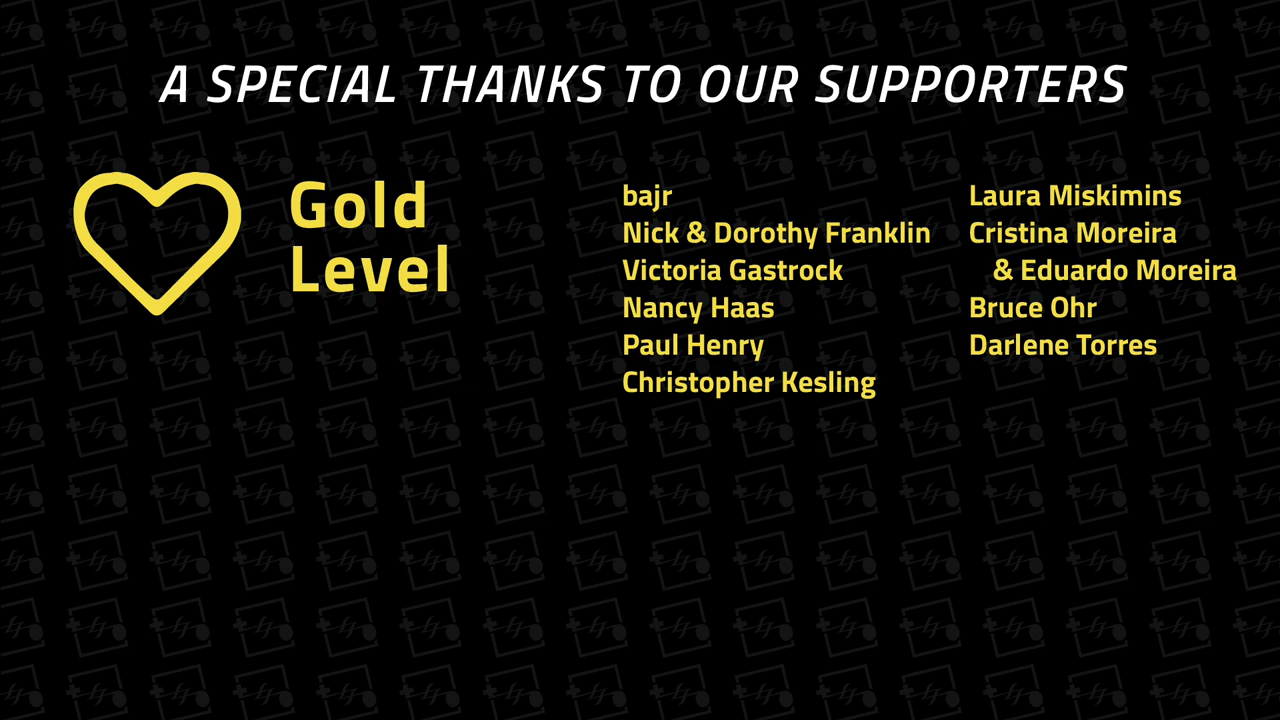 A SPECIAL THANKS TO OUR SUPPORTERS
Gold
Level
bajr
Nick & Dorothy Franklin
Victoria Gastrock
Nancy Haas
Paul Henry
Christopher Kesling
Laura Miskimins
Cristina Moreira
& Eduardo Moreira
Bruce Ohr
Darlene Torres